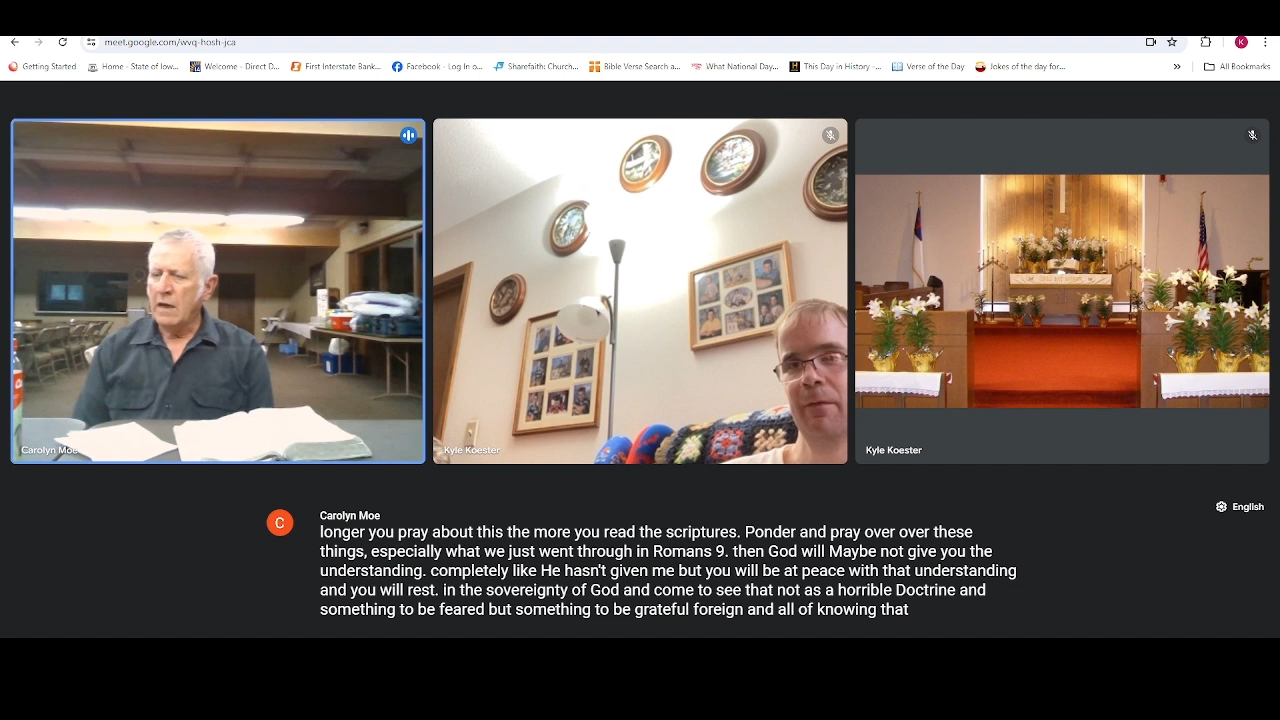 meet.google.com/wvq-hosh-jca
Getting Started
Home - State of Iow...
Welcome - Direct D...
First Interstate Bank...
Facebook - Log In o...
Sharefaith: Church...
Bible Verse Search a...
What National Day...
This Day in History -...
Verse of the Day
Jokes of the day for...
»
All Bookmarks
K
Carolyn Moe
Kyle Koester
Kyle Koester
English
C
Carolyn Moe
longer you pray about this the more you read the scriptures. Ponder and pray over over these
things, especially what we just went through in Romans 9. then God will Maybe not give you the
understanding. completely like He hasn't given me but you will be at peace with that understanding
and you will rest. in the sovereignty of God and come to see that not as a horrible Doctrine and
something to be feared but something to be grateful foreign and all of knowing that